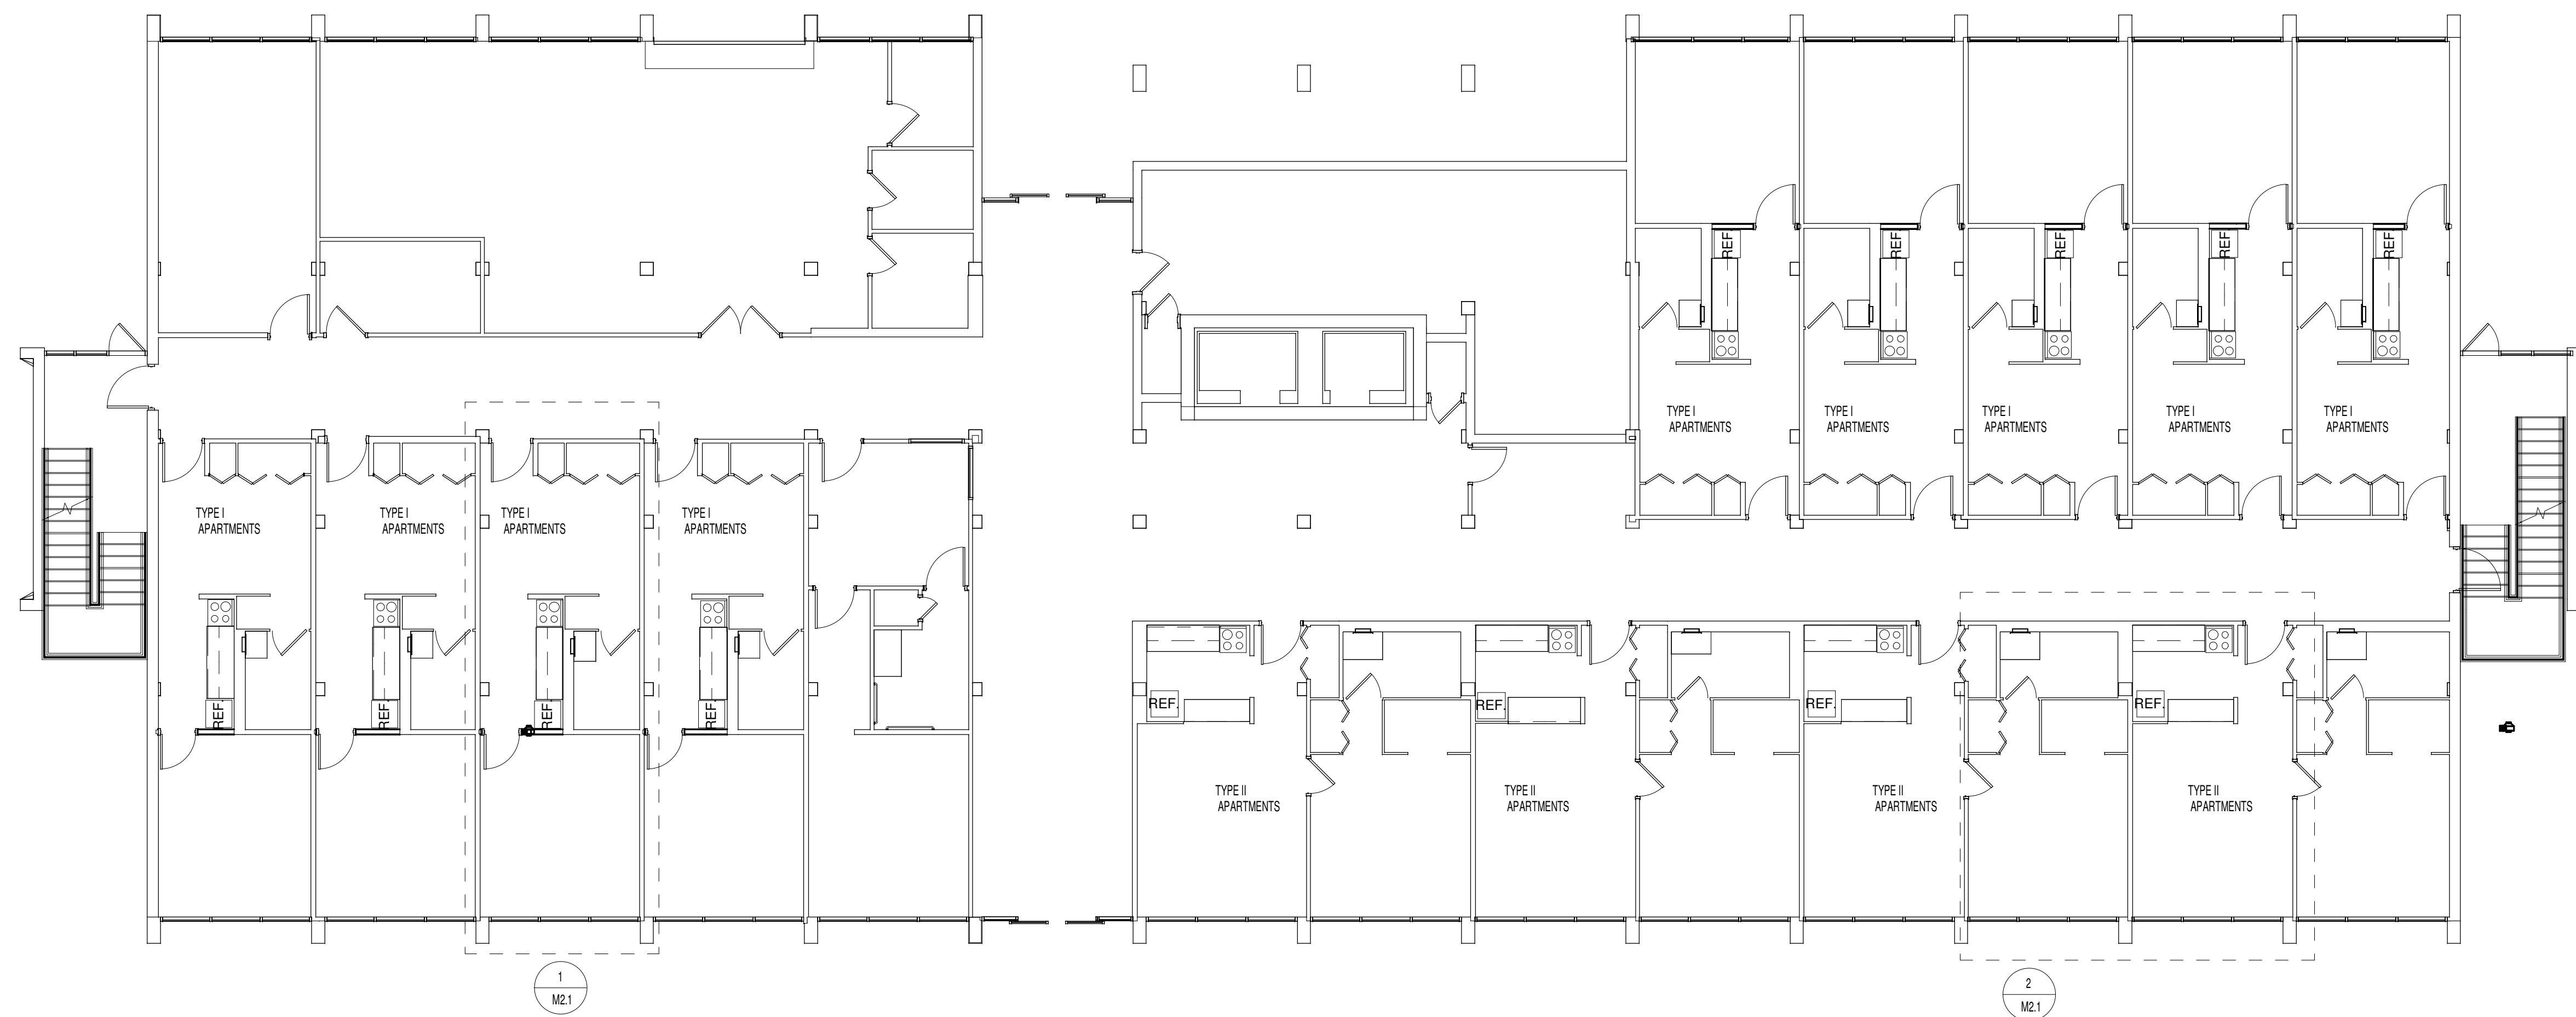 REF.
REF.
REF.
REF.
REF.
TYPE I
APARTMENTS
TYPE I
APARTMENTS
TYPE I
APARTMENTS
TYPE I
APARTMENTS
TYPE I
APARTMENTS
TYPE I
APARTMENTS
TYPE I
APARTMENTS
TYPE I
APARTMENTS
TYPE I
APARTMENTS
REF.
REF.
REF.
REF.
REF.
REF.
REF.
REF.
TYPE II
APARTMENTS
TYPE II
APARTMENTS
TYPE II
APARTMENTS
TYPE II
APARTMENTS
1
M2.1
2
M2.1